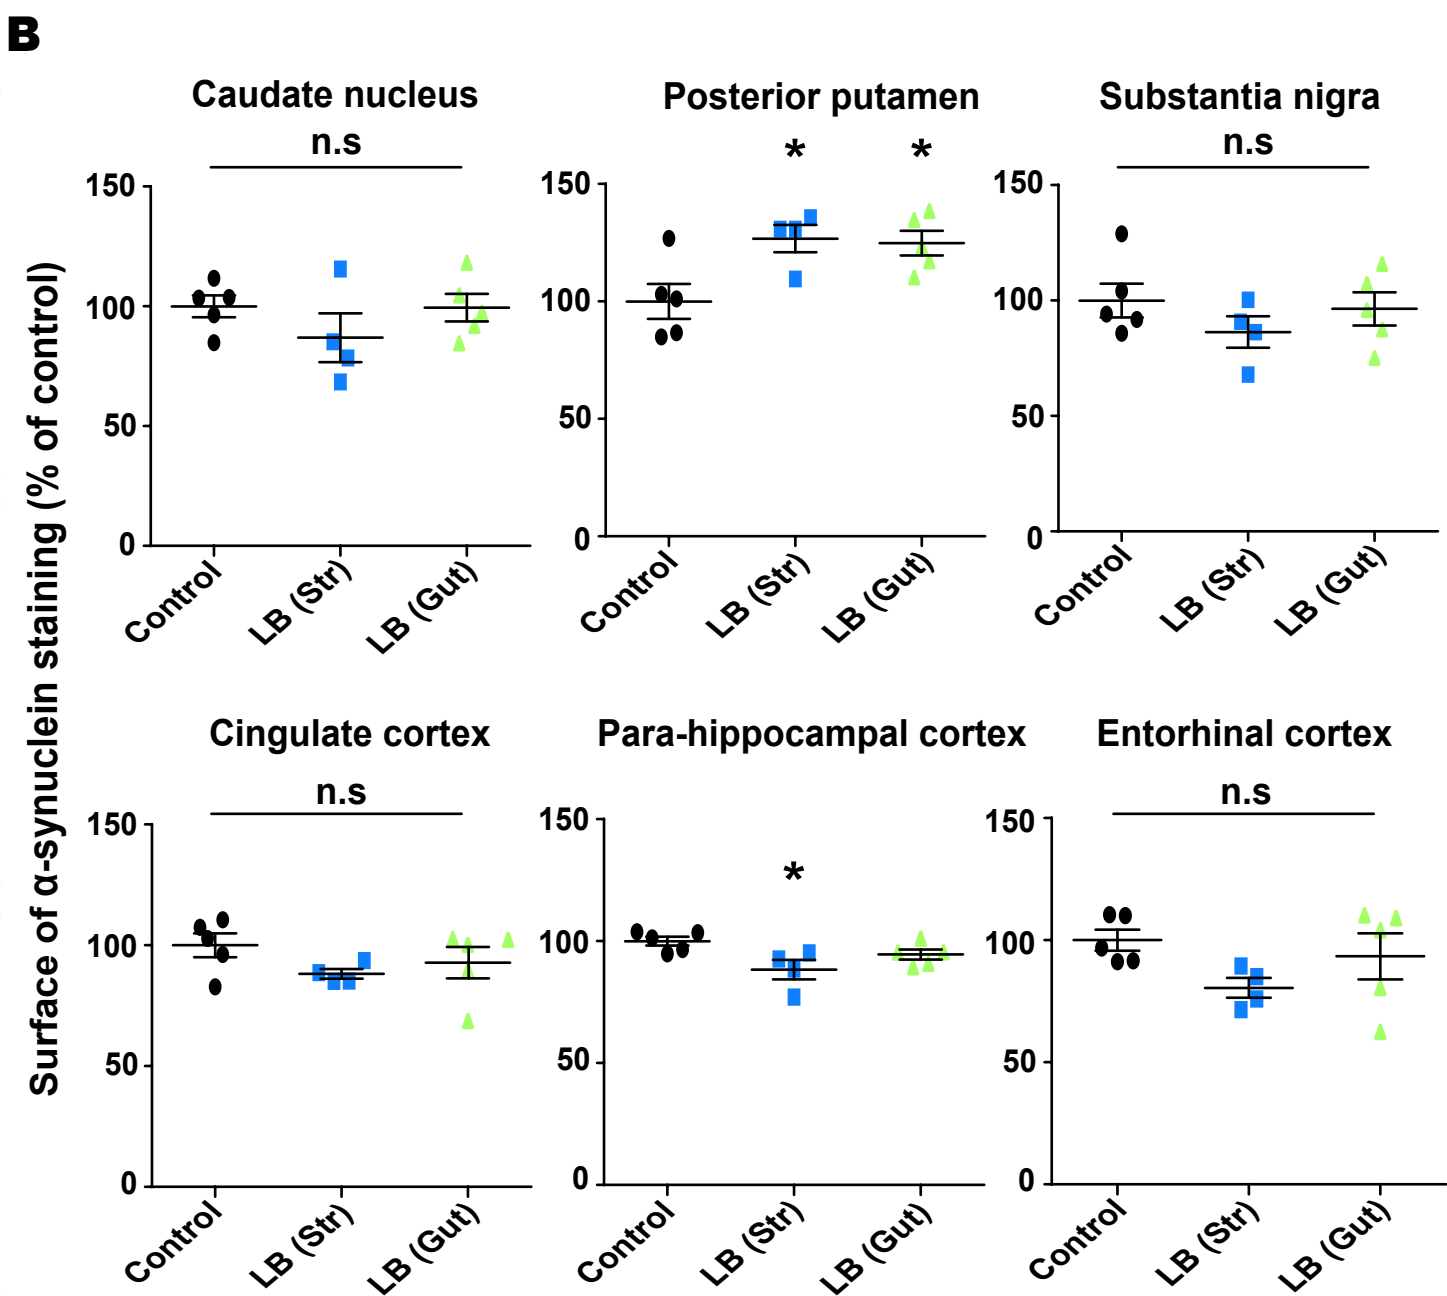 B
Surface of α-synuclein staining (% of control)
Caudate nucleus
n.s
150
100
50
0
Control
LB (Str)
LB (Gut)
Posterior putamen
* *
150
100
50
0
Control
LB (Str)
LB (Gut)
Substantia nigra
n.s
150
100
50
0
Control
LB (Str)
LB (Gut)
Cingulate cortex
n.s
150
100
50
0
Control
LB (Str)
LB (Gut)
Para-hippocampal cortex
*
150
100
50
0
Control
LB (Str)
LB (Gut)
Entorhinal cortex
n.s
150
100
50
0
Control
LB (Str)
LB (Gut)